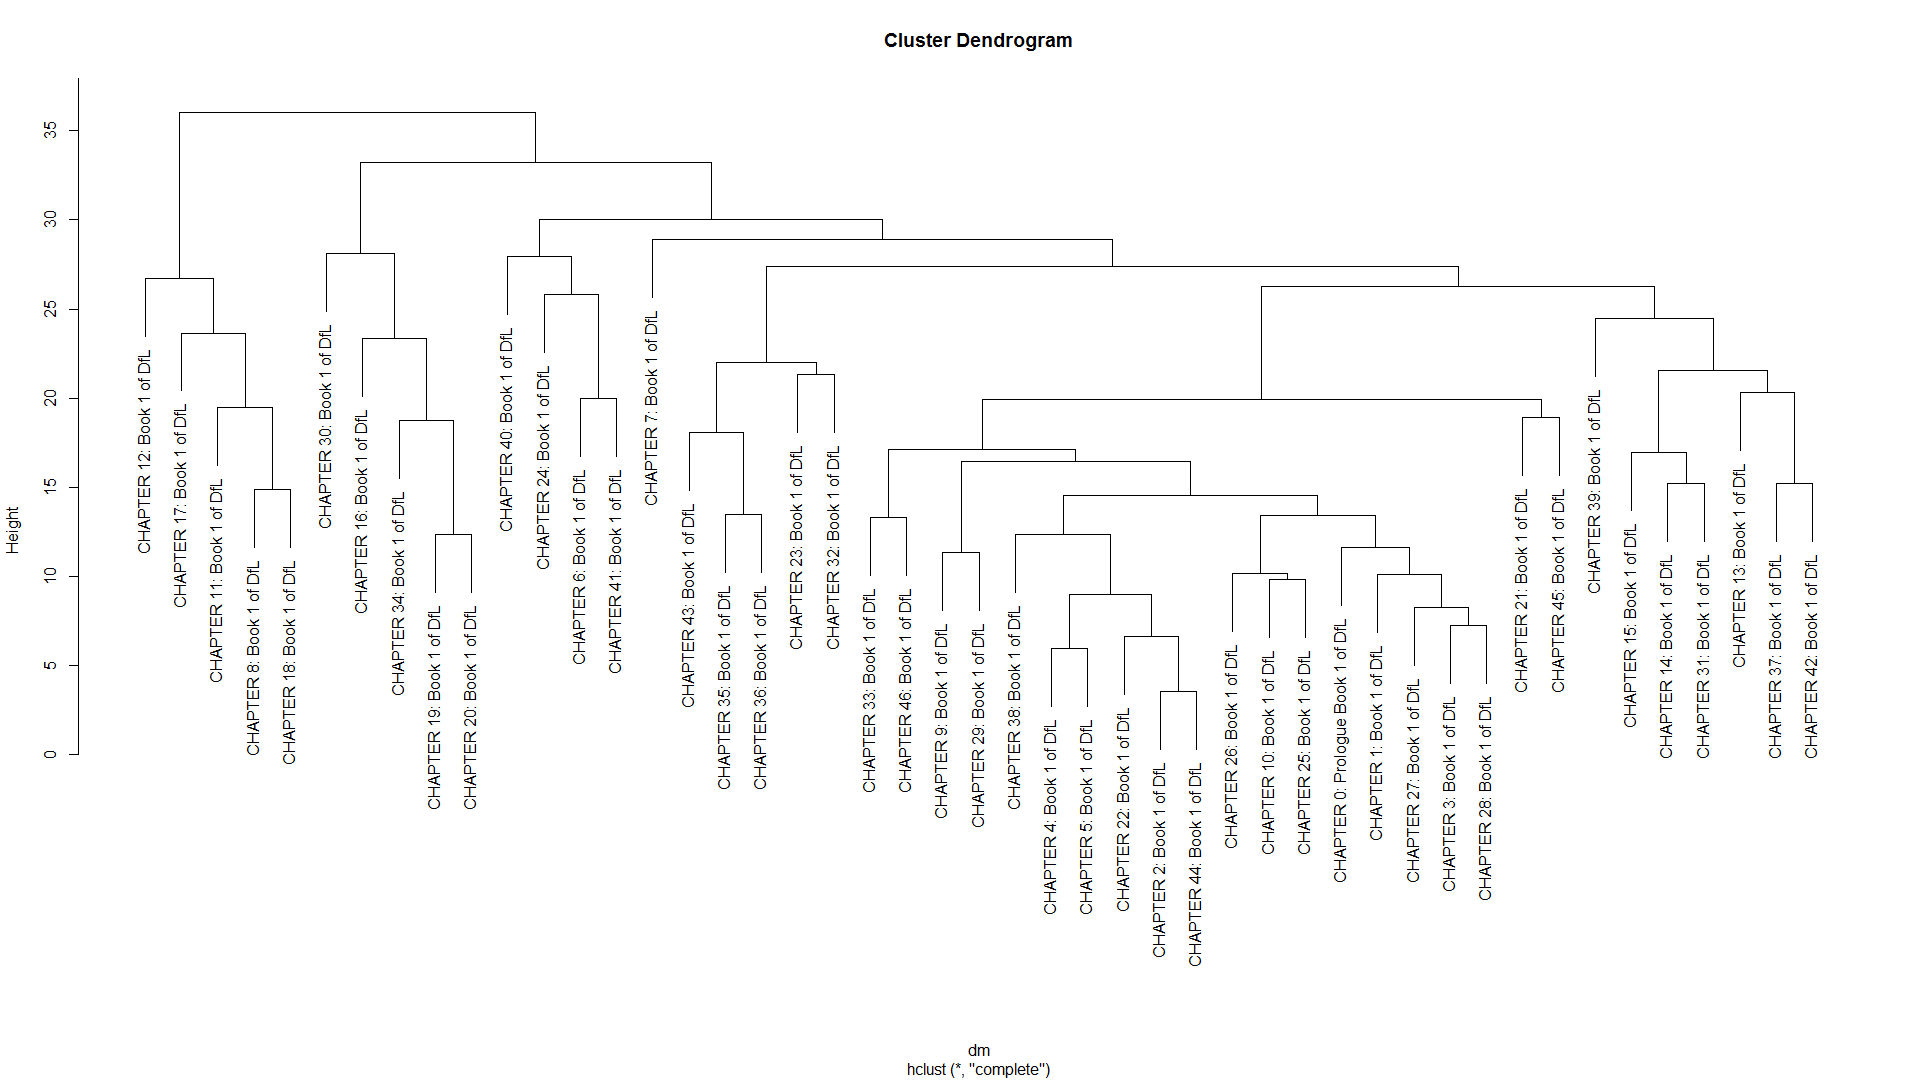 Cluster Dendrogram
Height
35
30
25
20
15
10
5
0
CHAPTER 12: Book 1 of DfL
CHAPTER 17: Book 1 of DfL
CHAPTER 11: Book 1 of DfL
CHAPTER 8: Book 1 of DfL
CHAPTER 18: Book 1 of DfL
CHAPTER 30: Book 1 of DfL
CHAPTER 16: Book 1 of DfL
CHAPTER 34: Book 1 of DfL
CHAPTER 19: Book 1 of DfL
CHAPTER 20: Book 1 of DfL
CHAPTER 40: Book 1 of DfL
CHAPTER 24: Book 1 of DfL
CHAPTER 6: Book 1 of DfL
CHAPTER 41: Book 1 of DfL
CHAPTER 7: Book 1 of DfL
CHAPTER 43: Book 1 of DfL
CHAPTER 35: Book 1 of DfL
CHAPTER 36: Book 1 of DfL
CHAPTER 23: Book 1 of DfL
CHAPTER 32: Book 1 of DfL
CHAPTER 33: Book 1 of DfL
CHAPTER 46: Book 1 of DfL
CHAPTER 9: Book 1 of DfL
CHAPTER 29: Book 1 of DfL
CHAPTER 38: Book 1 of DfL
CHAPTER 4: Book 1 of DfL
CHAPTER 5: Book 1 of DfL
CHAPTER 22: Book 1 of DfL
CHAPTER 2: Book 1 of DfL
CHAPTER 44: Book 1 of DfL
CHAPTER 26: Book 1 of DfL
CHAPTER 10: Book 1 of DfL
CHAPTER 25: Book 1 of DfL
CHAPTER 0: Prologue Book 1 of DfL
CHAPTER 1: Book 1 of DfL
CHAPTER 27: Book 1 of DfL
CHAPTER 3: Book 1 of DfL
CHAPTER 28: Book 1 of DfL
CHAPTER 21: Book 1 of DfL
CHAPTER 45: Book 1 of DfL
CHAPTER 39: Book 1 of DfL
CHAPTER 15: Book 1 of DfL
CHAPTER 14: Book 1 of DfL
CHAPTER 31: Book 1 of DfL
CHAPTER 13: Book 1 of DfL
CHAPTER 37: Book 1 of DfL
CHAPTER 42: Book 1 of DfL
dm
hclust (*, "complete")